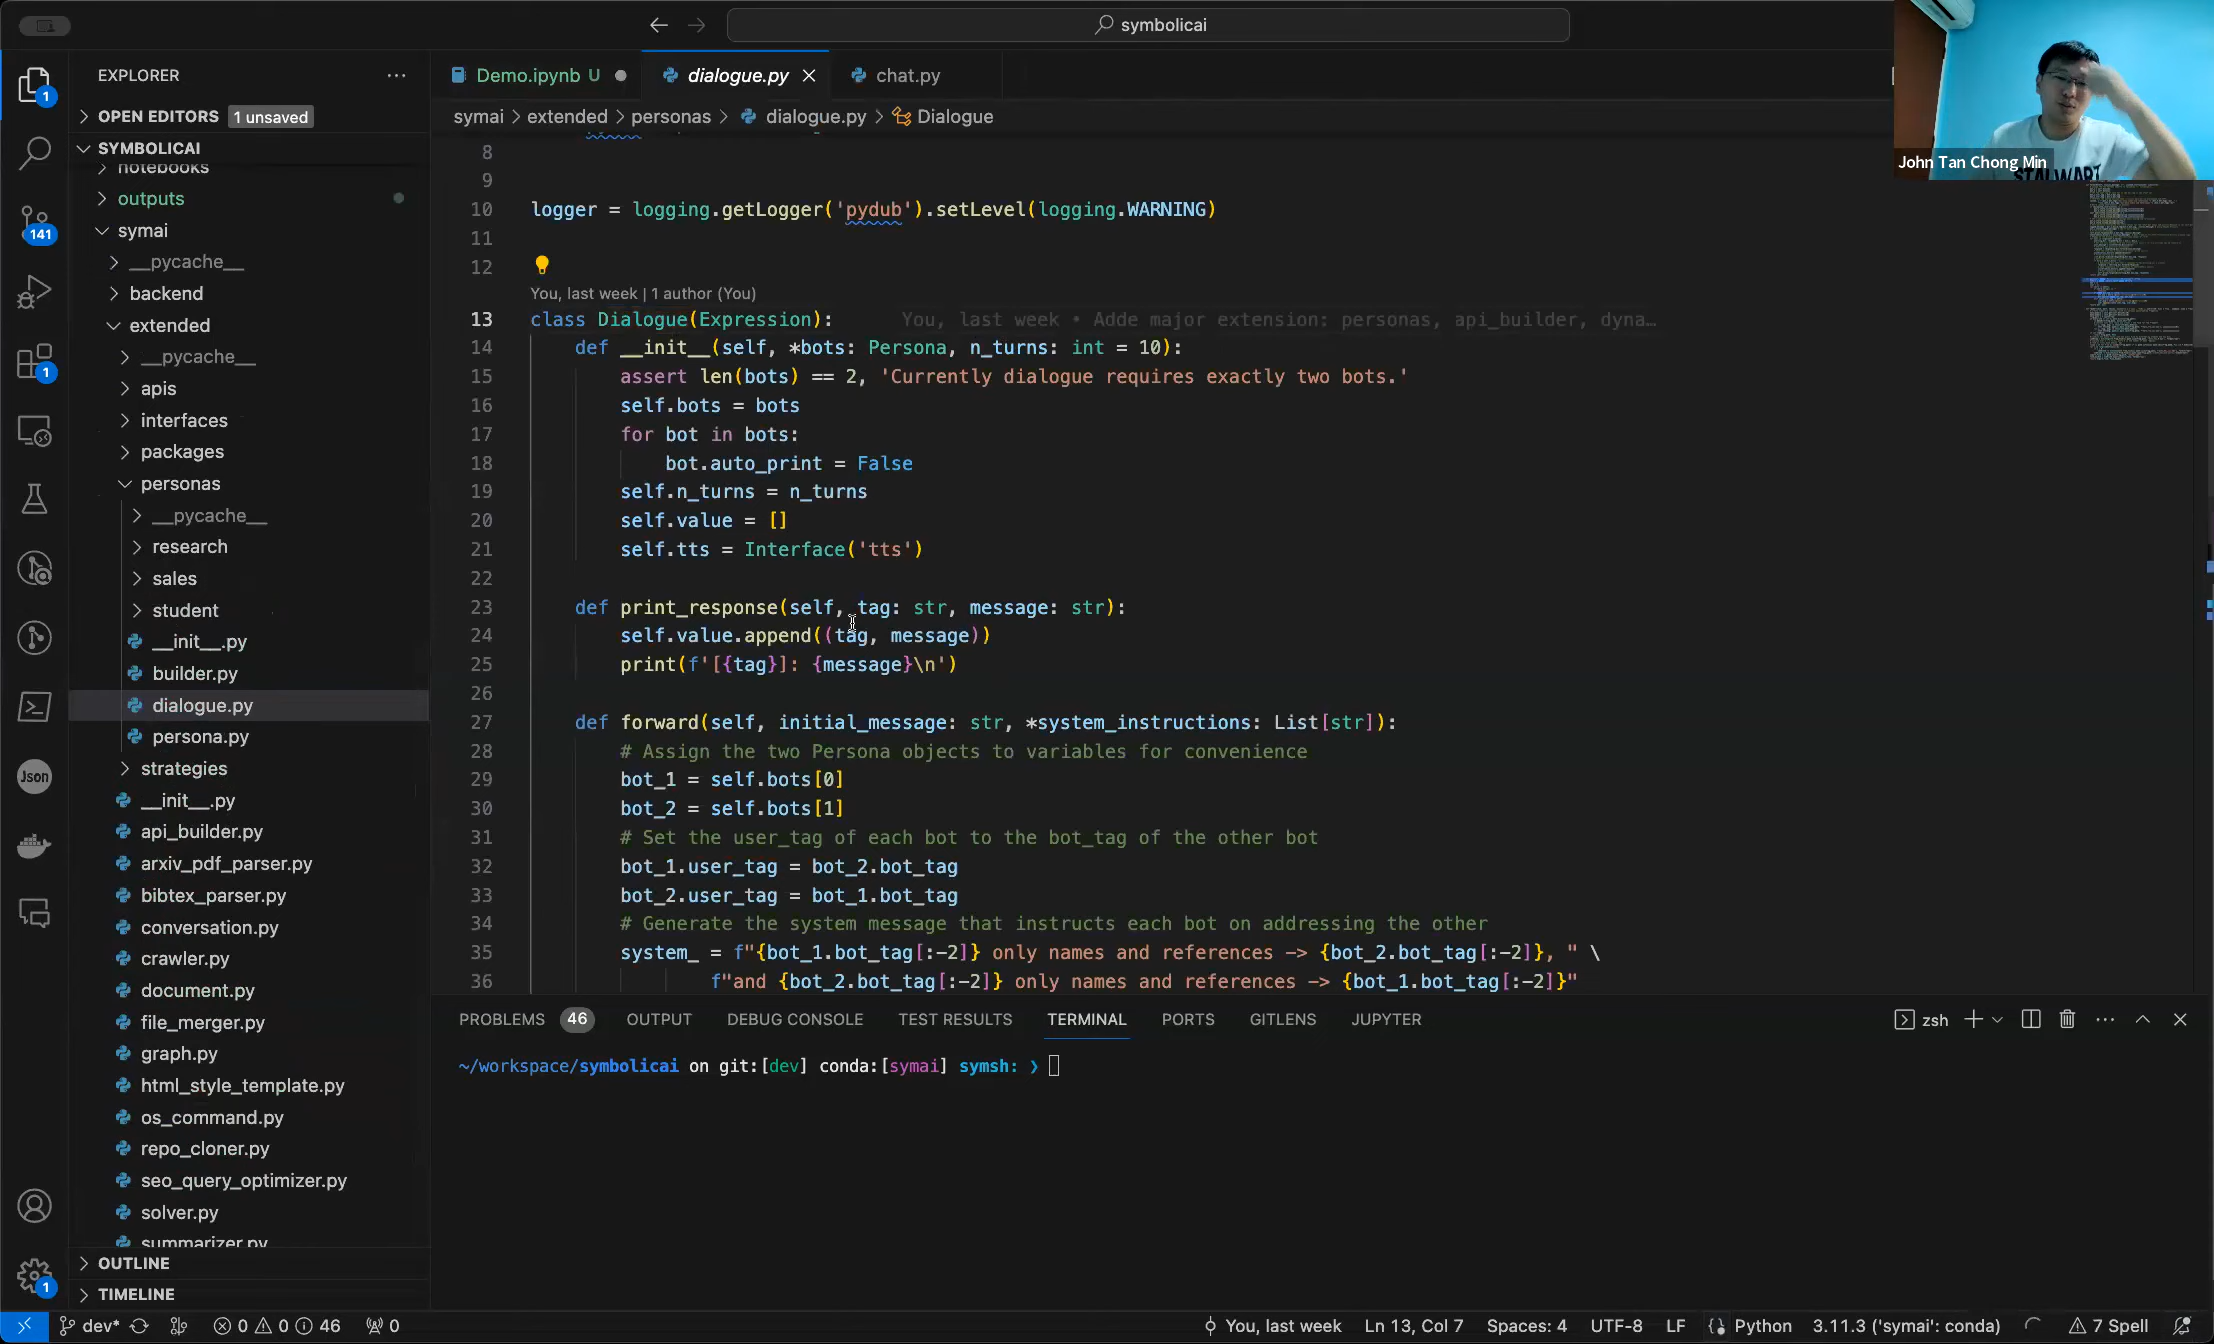 symbolicai
John Tan Chong Min
STALWART
EXPLORER
OPEN EDITORS 1 unsaved
SYMBOLICAI
notebooks
outputs
symai
__pycache__
backend
extended
__pycache__
apis
interfaces
packages
personas
__pycache__
research
sales
student
__init__.py
builder.py
dialogue.py
persona.py
strategies
__init__.py
api_builder.py
arxiv_pdf_parser.py
bibtex_parser.py
conversation.py
crawler.py
document.py
file_merger.py
graph.py
html_style_template.py
os_command.py
repo_cloner.py
seo_query_optimizer.py
solver.py
summarizer.py
OUTLINE
TIMELINE
1
141
1
Json
1
Demo.ipynb U
dialogue.py
chat.py
symai > extended > personas > dialogue.py > Dialogue
8
9
10 logger = logging.getLogger('pydub').setLevel(logging.WARNING)
11
12
You, last week | 1 author (You)
13 class Dialogue(Expression): You, last week • Adde major extension: personas, api_builder, dyna…
14 def __init__(self, *bots: Persona, n_turns: int = 10):
15 assert len(bots) == 2, 'Currently dialogue requires exactly two bots.'
16 self.bots = bots
17 for bot in bots:
18 bot.auto_print = False
19 self.n_turns = n_turns
20 self.value = []
21 self.tts = Interface('tts')
22
23 def print_response(self, tag: str, message: str):
24 self.value.append((tag, message))
25 print(f'[{tag}]: {message}\n')
26
27 def forward(self, initial_message: str, *system_instructions: List[str]):
28 # Assign the two Persona objects to variables for convenience
29 bot_1 = self.bots[0]
30 bot_2 = self.bots[1]
31 # Set the user_tag of each bot to the bot_tag of the other bot
32 bot_1.user_tag = bot_2.bot_tag
33 bot_2.user_tag = bot_1.bot_tag
34 # Generate the system message that instructs each bot on addressing the other
35 system_ = f"{bot_1.bot_tag[:-2]} only names and references -> {bot_2.bot_tag[:-2]}, " \
36 f"and {bot_2.bot_tag[:-2]} only names and references -> {bot_1.bot_tag[:-2]}"
PROBLEMS 46 OUTPUT DEBUG CONSOLE TEST RESULTS TERMINAL PORTS GITLENS JUPYTER
zsh
~/workspace/symbolicai on git:[dev] conda:[symai] symsh: ❯
dev* 0 0 46 0
You, last week Ln 13, Col 7 Spaces: 4 UTF-8 LF Python 3.11.3 ('symai': conda) 7 Spell